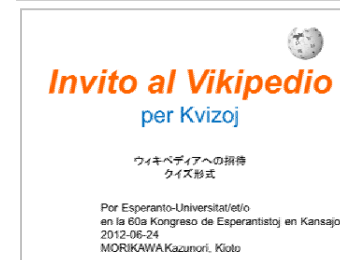 Invito al Vikipedio
per Kvizoj
ウィキペディアへの招待
クイズ形式
Por Esperanto-Universitat/et/o
en la 60a Kongreso de Esperantistoj en Kansajo
2012-06-24
MORIKAWA Kazunori, Kioto